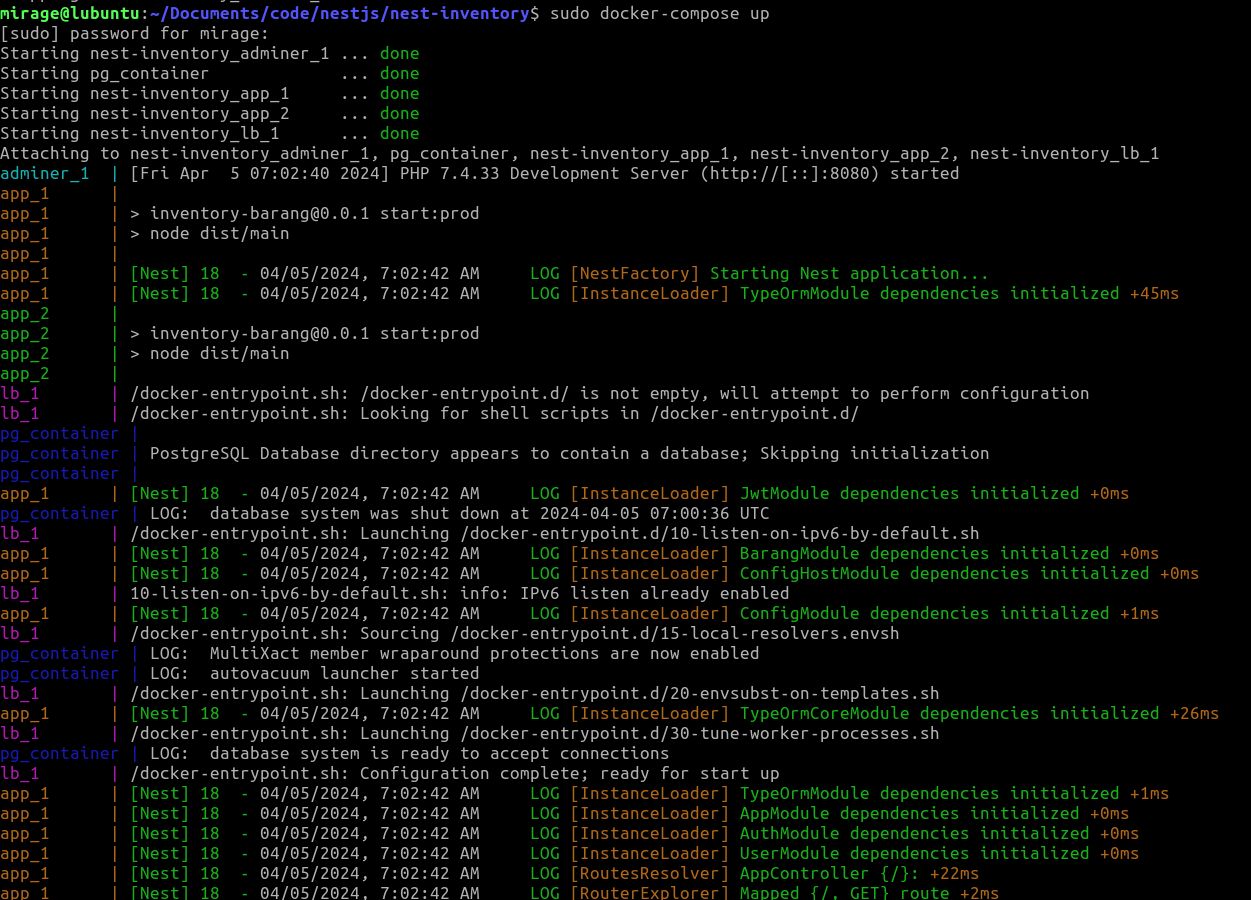 mirage@lubuntu:~/Documents/code/nestjs/nest-inventory$ sudo docker-compose up
[sudo] password for mirage:
Starting nest-inventory_adminer_1 ... done
Starting pg_container             ... done
Starting nest-inventory_app_1     ... done
Starting nest-inventory_app_2     ... done
Starting nest-inventory_lb_1      ... done
Attaching to nest-inventory_adminer_1, pg_container, nest-inventory_app_1, nest-inventory_app_2, nest-inventory_lb_1
adminer_1  | [Fri Apr  5 07:02:40 2024] PHP 7.4.33 Development Server (http://[::]:8080) started
app_1      |
app_1      | > inventory-barang@0.0.1 start:prod
app_1      | > node dist/main
app_1      |
app_1      | [Nest] 18  - 04/05/2024, 7:02:42 AM     LOG [NestFactory] Starting Nest application...
app_1      | [Nest] 18  - 04/05/2024, 7:02:42 AM     LOG [InstanceLoader] TypeOrmModule dependencies initialized +45ms
app_2      |
app_2      | > inventory-barang@0.0.1 start:prod
app_2      | > node dist/main
app_2      |
lb_1       | /docker-entrypoint.sh: /docker-entrypoint.d/ is not empty, will attempt to perform configuration
lb_1       | /docker-entrypoint.sh: Looking for shell scripts in /docker-entrypoint.d/
pg_container |
pg_container | PostgreSQL Database directory appears to contain a database; Skipping initialization
pg_container |
app_1      | [Nest] 18  - 04/05/2024, 7:02:42 AM     LOG [InstanceLoader] JwtModule dependencies initialized +0ms
pg_container | LOG:  database system was shut down at 2024-04-05 07:00:36 UTC
lb_1       | /docker-entrypoint.sh: Launching /docker-entrypoint.d/10-listen-on-ipv6-by-default.sh
app_1      | [Nest] 18  - 04/05/2024, 7:02:42 AM     LOG [InstanceLoader] BarangModule dependencies initialized +0ms
app_1      | [Nest] 18  - 04/05/2024, 7:02:42 AM     LOG [InstanceLoader] ConfigHostModule dependencies initialized +0ms
lb_1       | 10-listen-on-ipv6-by-default.sh: info: IPv6 listen already enabled
app_1      | [Nest] 18  - 04/05/2024, 7:02:42 AM     LOG [InstanceLoader] ConfigModule dependencies initialized +1ms
lb_1       | /docker-entrypoint.sh: Sourcing /docker-entrypoint.d/15-local-resolvers.envsh
pg_container | LOG:  MultiXact member wraparound protections are now enabled
pg_container | LOG:  autovacuum launcher started
lb_1       | /docker-entrypoint.sh: Launching /docker-entrypoint.d/20-envsubst-on-templates.sh
app_1      | [Nest] 18  - 04/05/2024, 7:02:42 AM     LOG [InstanceLoader] TypeOrmCoreModule dependencies initialized +26ms
lb_1       | /docker-entrypoint.sh: Launching /docker-entrypoint.d/30-tune-worker-processes.sh
pg_container | LOG:  database system is ready to accept connections
lb_1       | /docker-entrypoint.sh: Configuration complete; ready for start up
app_1      | [Nest] 18  - 04/05/2024, 7:02:42 AM     LOG [InstanceLoader] TypeOrmModule dependencies initialized +1ms
app_1      | [Nest] 18  - 04/05/2024, 7:02:42 AM     LOG [InstanceLoader] AppModule dependencies initialized +0ms
app_1      | [Nest] 18  - 04/05/2024, 7:02:42 AM     LOG [InstanceLoader] AuthModule dependencies initialized +0ms
app_1      | [Nest] 18  - 04/05/2024, 7:02:42 AM     LOG [InstanceLoader] UserModule dependencies initialized +0ms
app_1      | [Nest] 18  - 04/05/2024, 7:02:42 AM     LOG [RoutesResolver] AppController {/}: +22ms
app_1      | [Nest] 18  - 04/05/2024, 7:02:42 AM     LOG [RouterExplorer] Mapped {/, GET} route +2ms